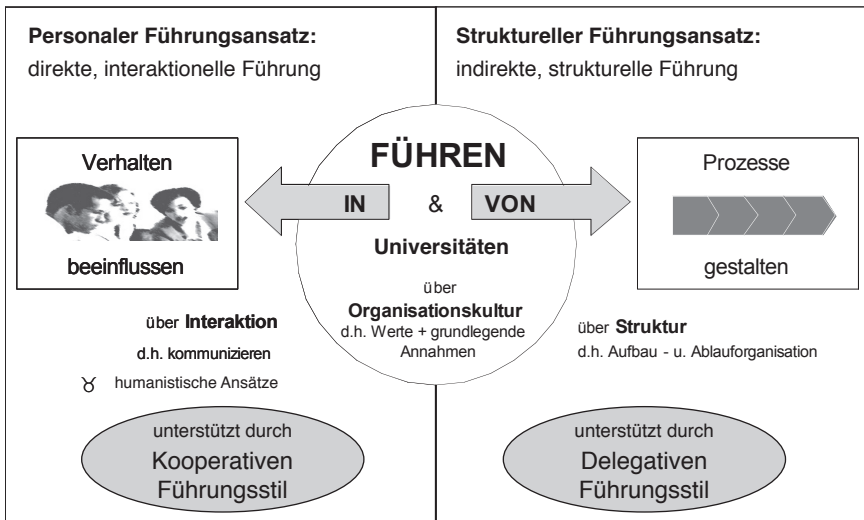 Personaler Führungsansatz:
direkte, interaktionelle Führung
Struktureller Führungsansatz:
indirekte, strukturelle Führung
Verhalten
beeinflussen
FÜHREN
IN & VON
Universitäten
über
Organisationskultur
d.h. Werte + grundlegende
Annahmen
Prozesse
gestalten
über Interaktion
d.h. kommunizieren
♉ humanistische Ansätze
über Struktur
d.h. Aufbau - u. Ablauforganisation
unterstützt durch
Kooperativen
Führungsstil
unterstützt durch
Delegativen
Führungsstil